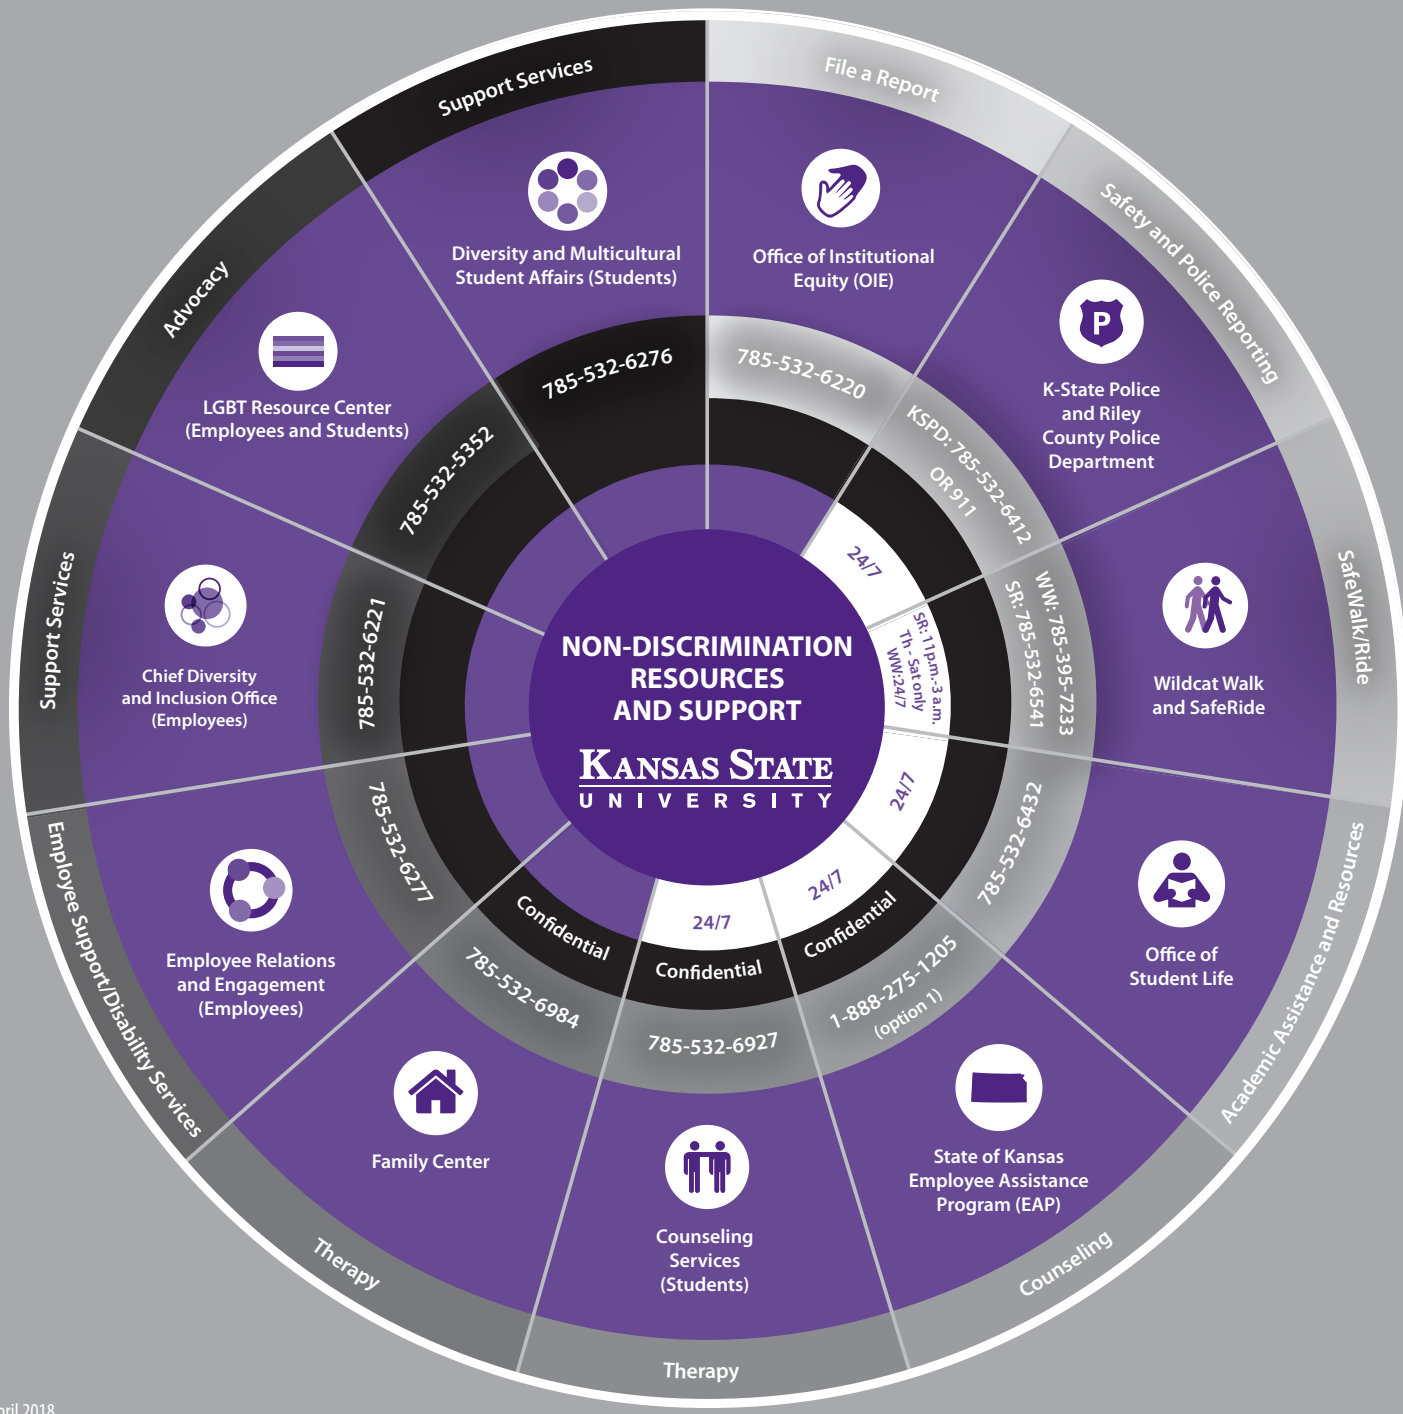 NON-DISCRIMINATION
RESOURCES
AND SUPPORT
KANSAS STATE
UNIVERSITY
File a Report
Office of Institutional
Equity (OIE)
785-532-6220
Safety and Police Reporting
P
K-State Police
and Riley
County Police
Department
KSPD: 785-532-6412
OR 911
24/7
SafeWalk/Ride
Wildcat Walk
and SafeRide
WW: 785-395-7233
SR: 785-532-6541
SR: 11p.m.-3 a.m.
Th - Sat only
WW:24/7
Academic Assistance and Resources
Office of
Student Life
785-532-6432
24/7
Counseling
State of Kansas
Employee Assistance
Program (EAP)
1-888-275-1205
(option 1)
Confidential
24/7
Therapy
Counseling
Services
(Students)
785-532-6927
Confidential
24/7
Therapy
Family Center
785-532-6984
Confidential
Employee Support/Disability Services
Employee Relations
and Engagement
(Employees)
785-532-6277
Support Services
Chief Diversity
and Inclusion Office
(Employees)
785-532-6221
Advocacy
LGBT Resource Center
(Employees and Students)
785-532-5352
Support Services
Diversity and Multicultural
Student Affairs (Students)
785-532-6276
2018